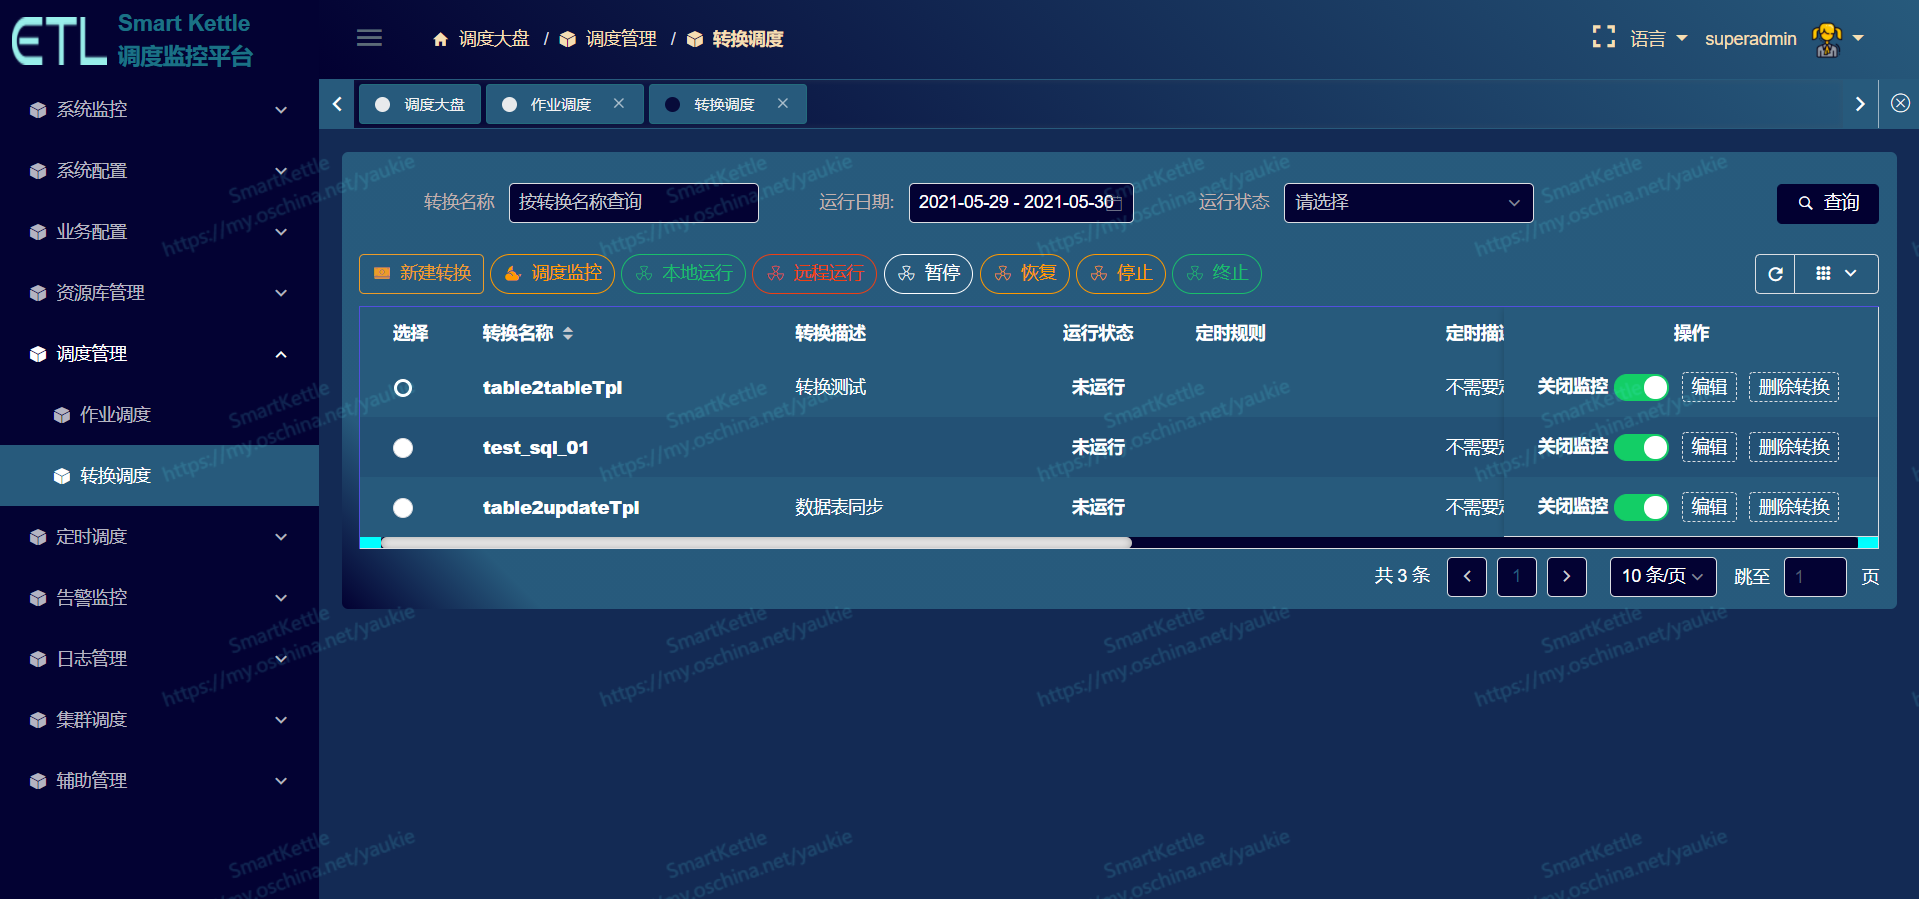 ETL Smart Kettle
调度监控平台
调度大盘 / 调度管理 / 转换调度
语言 superadmin
系统监控
系统配置
业务配置
资源库管理
调度管理
作业调度
转换调度
定时调度
告警监控
日志管理
集群调度
辅助管理
调度大盘 作业调度 转换调度
转换名称 按转换名称查询 运行日期: 2021-05-29 - 2021-05-30 运行状态 请选择 查询
新建转换 调度监控 本地运行 远程运行 暂停 恢复 停止 终止
选择 转换名称 转换描述 运行状态 定时规则 定时描述 操作
table2tableTpl 转换测试 未运行 不需要定 关闭监控 编辑 删除转换
test_sql_01 未运行 不需要定 关闭监控 编辑 删除转换
table2updateTpl 数据表同步 未运行 不需要定 关闭监控 编辑 删除转换
共 3 条 1 10 条/页 跳至 1 页
SmartKettle
https://my.oschina.net/yaukie